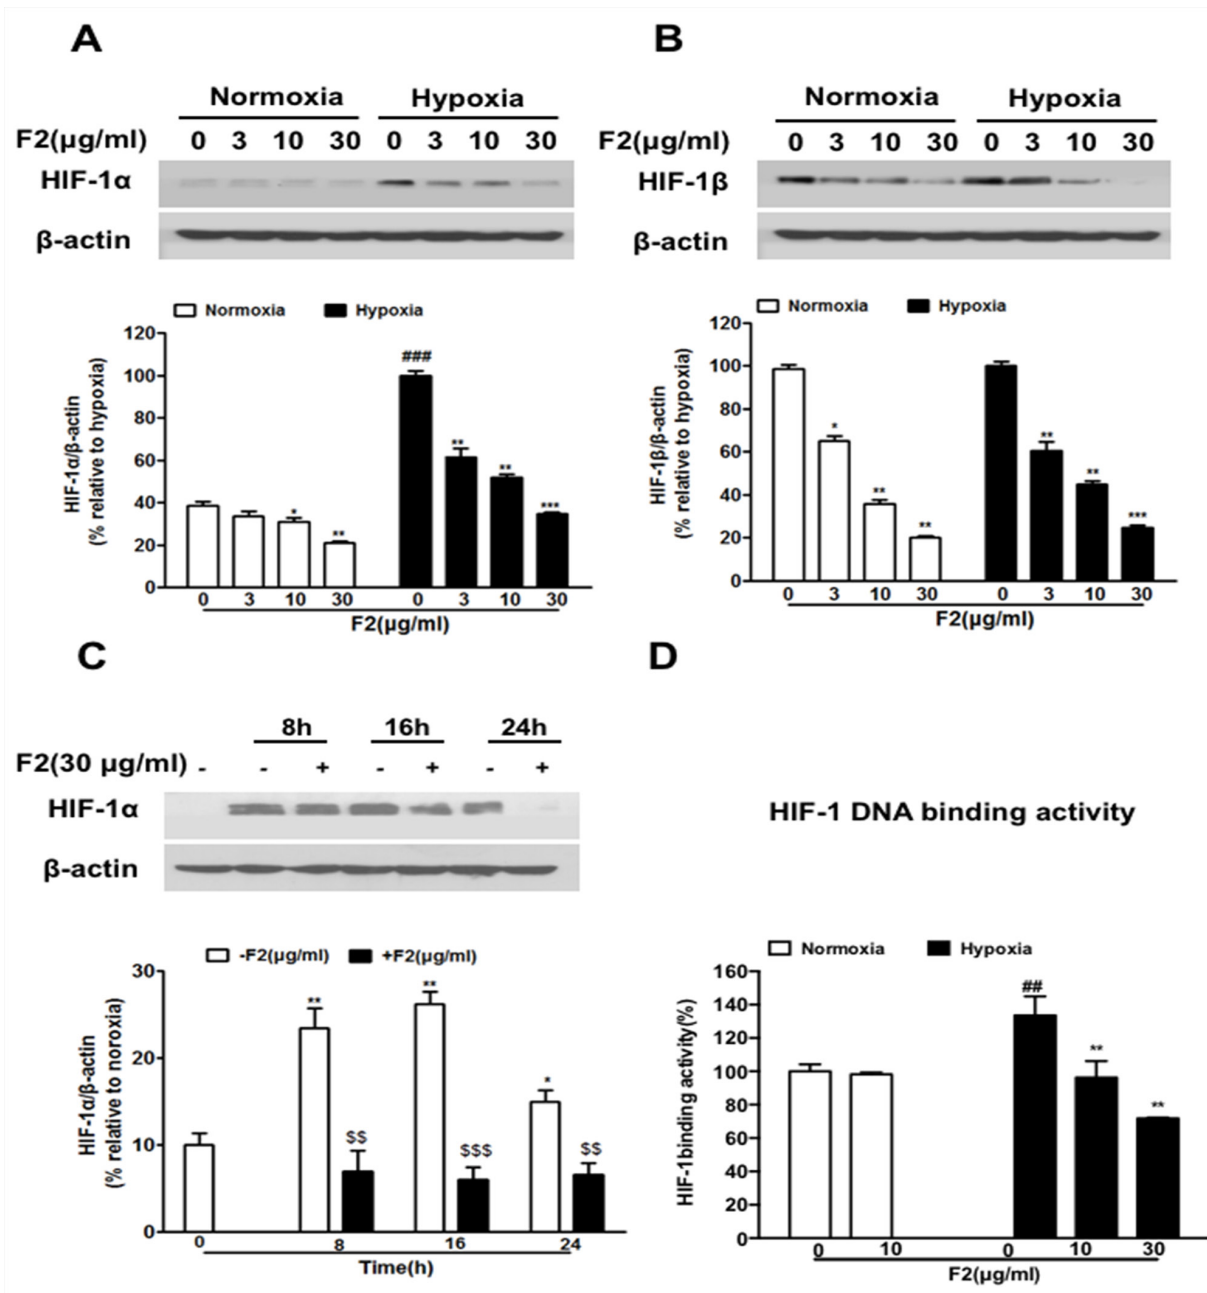 A
Normoxia Hypoxia
F2(μg/ml) 0 3 10 30 0 3 10 30
HIF-1α
β-actin
Normoxia Hypoxia
120
100
80
60
40
20
0
HIF-1α/β-actin
(% relative to hypoxia)
* ** ### ** ** ***
0 3 10 30 0 3 10 30
F2(μg/ml)
B
Normoxia Hypoxia
F2(μg/ml) 0 3 10 30 0 3 10 30
HIF-1β
β-actin
Normoxia Hypoxia
120
100
80
60
40
20
0
HIF-1β/β-actin
(% relative to hypoxia)
* ** ** ** ** ***
0 3 10 30 0 3 10 30
F2(μg/ml)
C
8h 16h 24h
F2(30 μg/ml) - - + - + - +
HIF-1α
β-actin
-F2(μg/ml) +F2(μg/ml)
30
20
10
0
HIF-1α/β-actin
(% relative to noroxia)
** $$ ** $$$ * $$
0 8 16 24
Time(h)
D
HIF-1 DNA binding activity
Normoxia Hypoxia
160
140
120
100
80
60
40
20
0
HIF-1binding activity(%)
## ** **
0 10 0 10 30
F2(μg/ml)